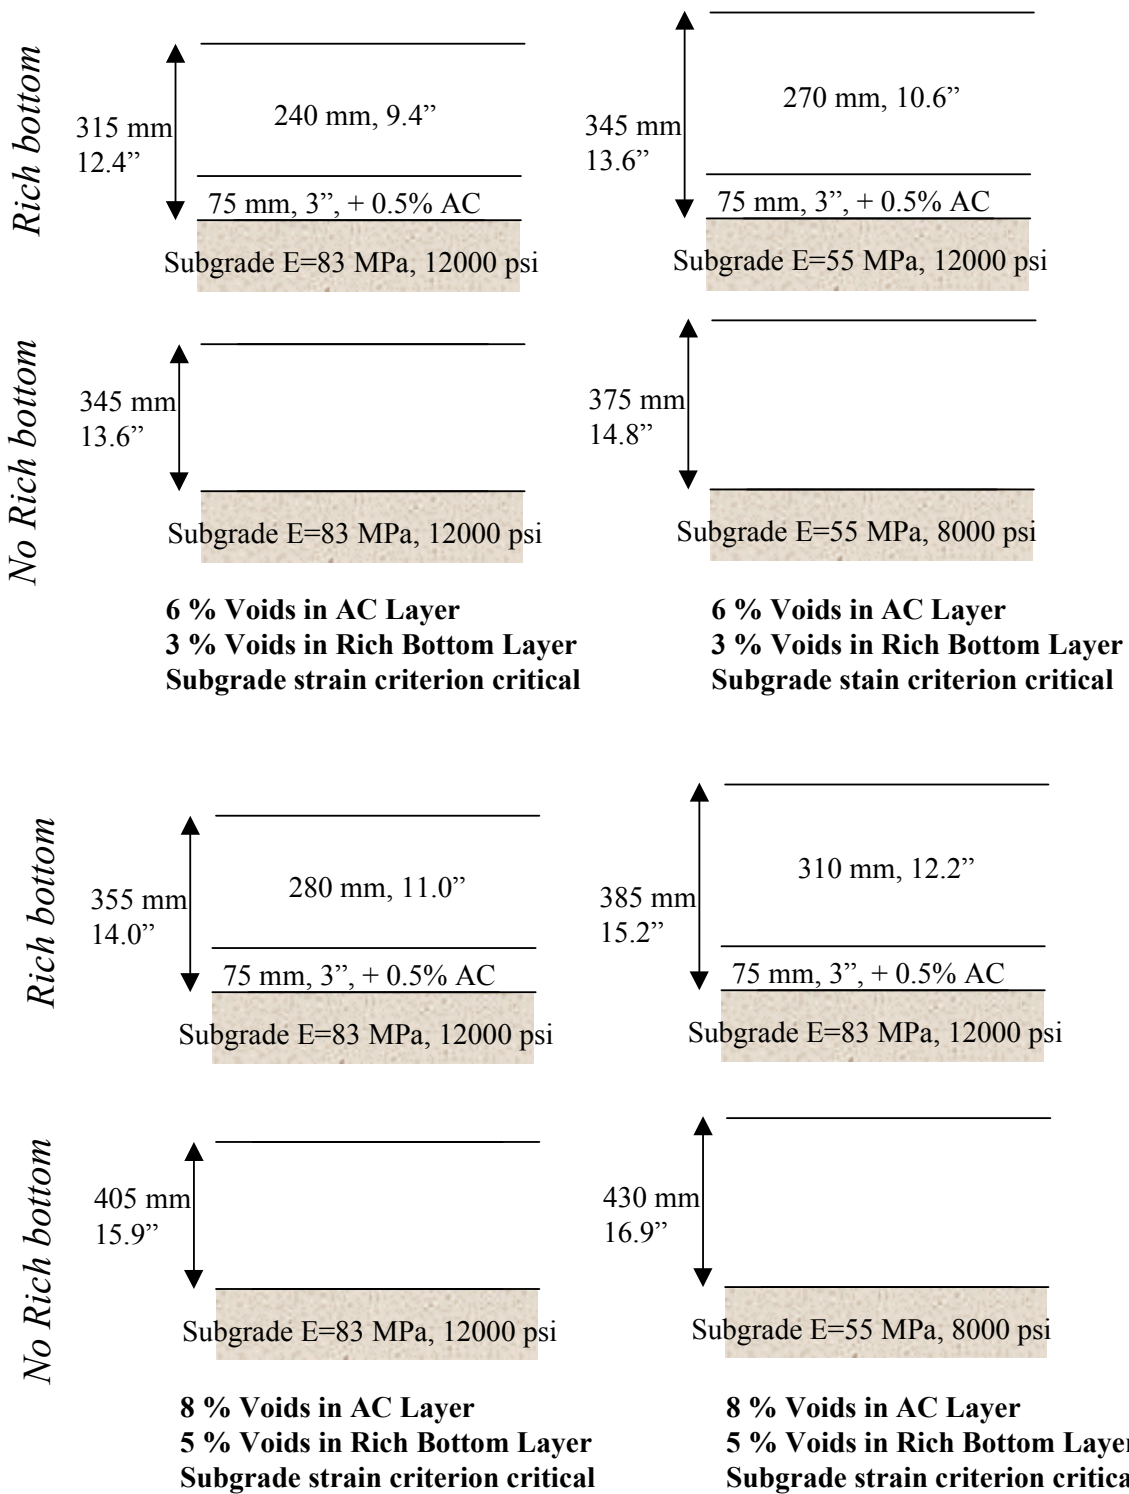 Rich bottom
315 mm
12.4”
240 mm, 9.4”
75 mm, 3”, + 0.5% AC
Subgrade E=83 MPa, 12000 psi
345 mm
13.6”
270 mm, 10.6”
75 mm, 3”, + 0.5% AC
Subgrade E=55 MPa, 12000 psi
No Rich bottom
345 mm
13.6”
Subgrade E=83 MPa, 12000 psi
375 mm
14.8”
Subgrade E=55 MPa, 8000 psi
6 % Voids in AC Layer
3 % Voids in Rich Bottom Layer
Subgrade strain criterion critical
6 % Voids in AC Layer
3 % Voids in Rich Bottom Layer
Subgrade stain criterion critical
Rich bottom
355 mm
14.0”
280 mm, 11.0”
75 mm, 3”, + 0.5% AC
Subgrade E=83 MPa, 12000 psi
385 mm
15.2”
310 mm, 12.2”
75 mm, 3”, + 0.5% AC
Subgrade E=83 MPa, 12000 psi
No Rich bottom
405 mm
15.9”
Subgrade E=83 MPa, 12000 psi
430 mm
16.9”
Subgrade E=55 MPa, 8000 psi
8 % Voids in AC Layer
5 % Voids in Rich Bottom Layer
Subgrade strain criterion critical
8 % Voids in AC Layer
5 % Voids in Rich Bottom Layer
Subgrade strain criterion critica